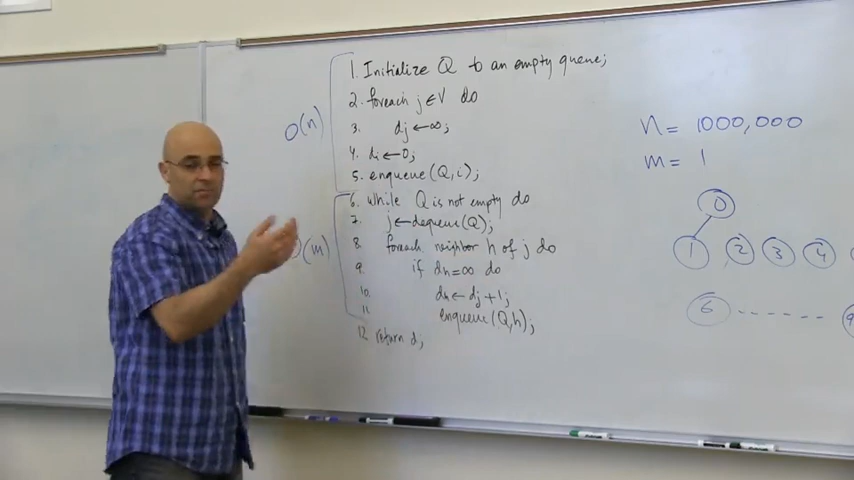 1. Initialize Q to an empty queue;
2. foreach j ∈ V do
3. dj ← ∞;
4. di ← 0;
5. enqueue(Q,i);
6. while Q is not empty do
7. j ← dequeue(Q);
8. foreach neighbor h of j do
9. if dh = ∞ do
10. dh ← dj + 1;
11. enqueue(Q,h);
12. return d;
O(n)
(m)
n = 1000,000
m = 1
0
1 2 3 4
6 ------ 9